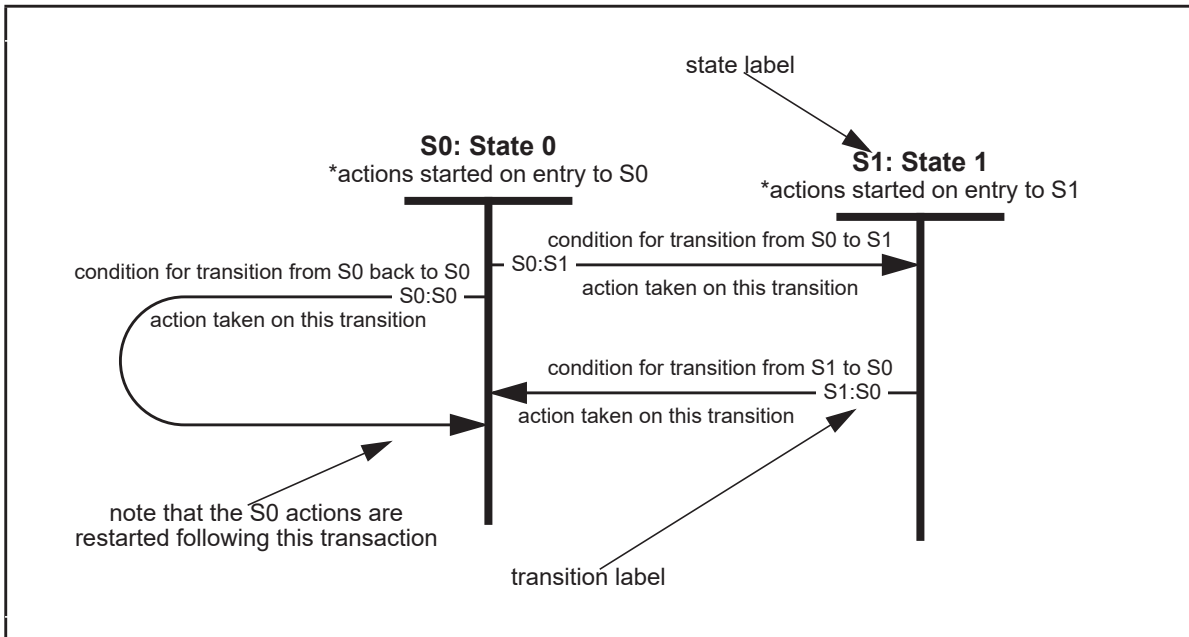 state label
S0: State 0
*actions started on entry to S0
S1: State 1
*actions started on entry to S1
condition for transition from S0 to S1
S0:S1
action taken on this transition
condition for transition from S0 back to S0
S0:S0
action taken on this transition
condition for transition from S1 to S0
S1:S0
action taken on this transition
note that the S0 actions are
restarted following this transaction
transition label